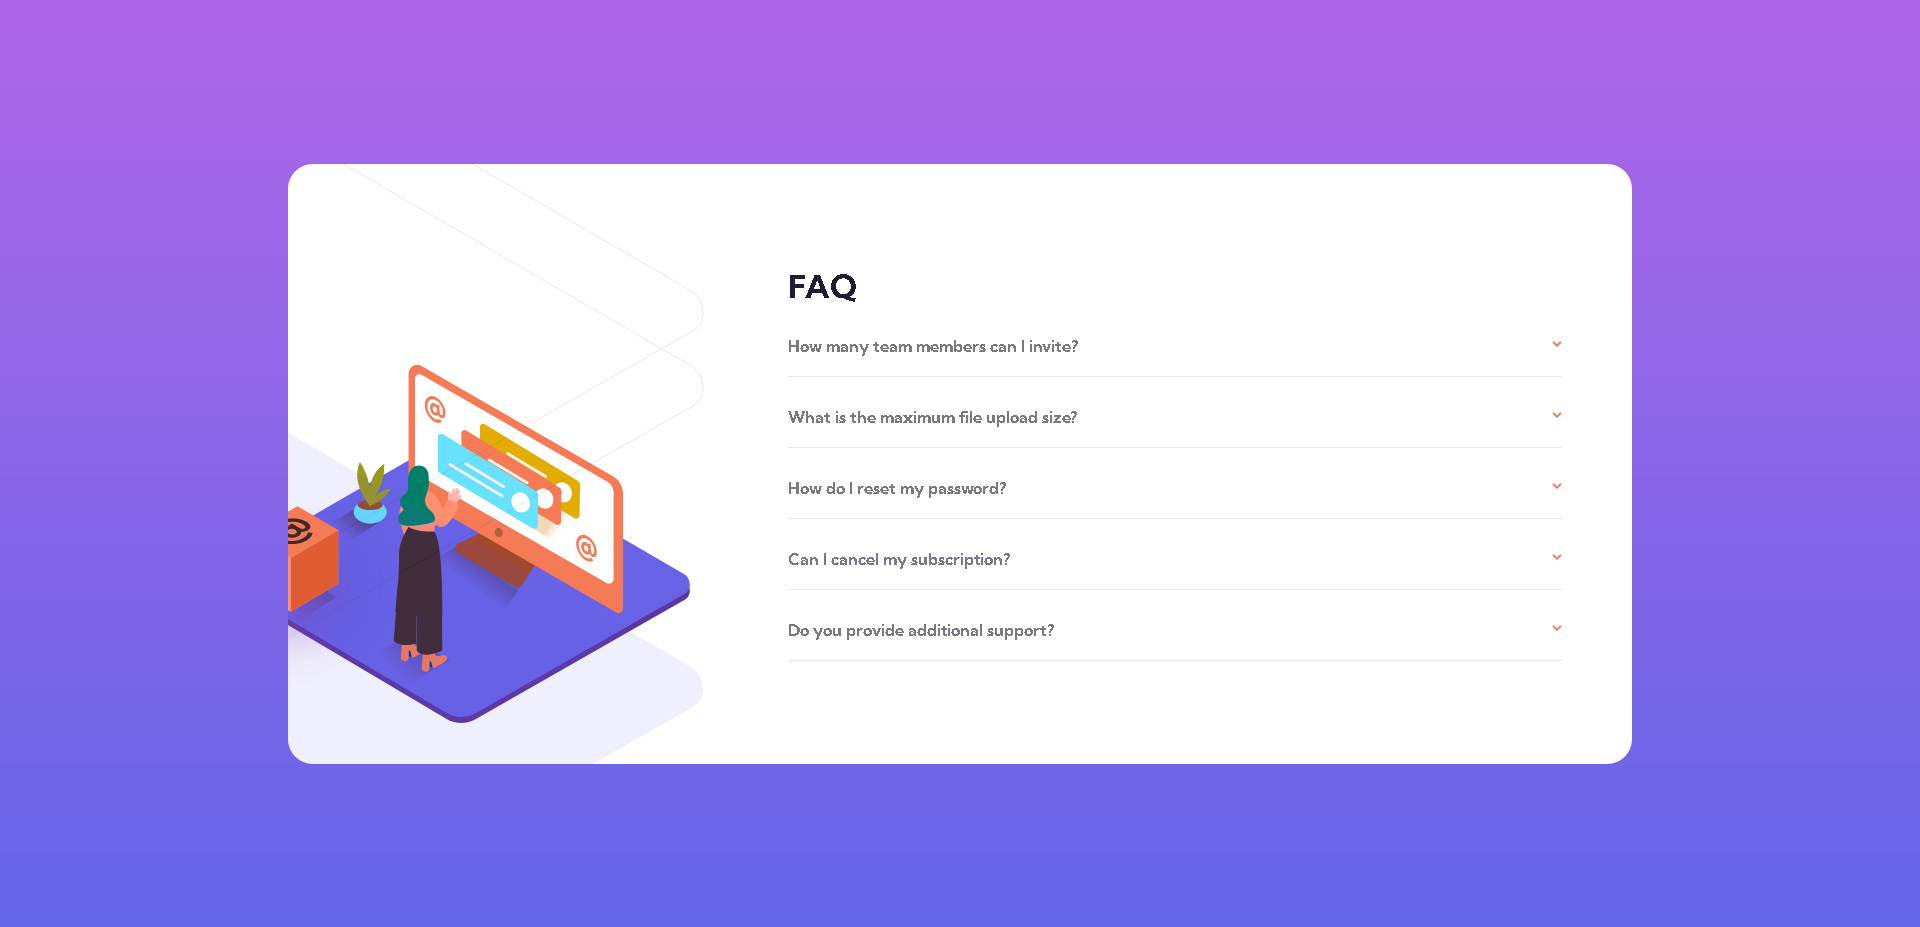 FAQ
How many team members can I invite?
What is the maximum file upload size?
How do I reset my password?
Can I cancel my subscription?
Do you provide additional support?
@
@
@